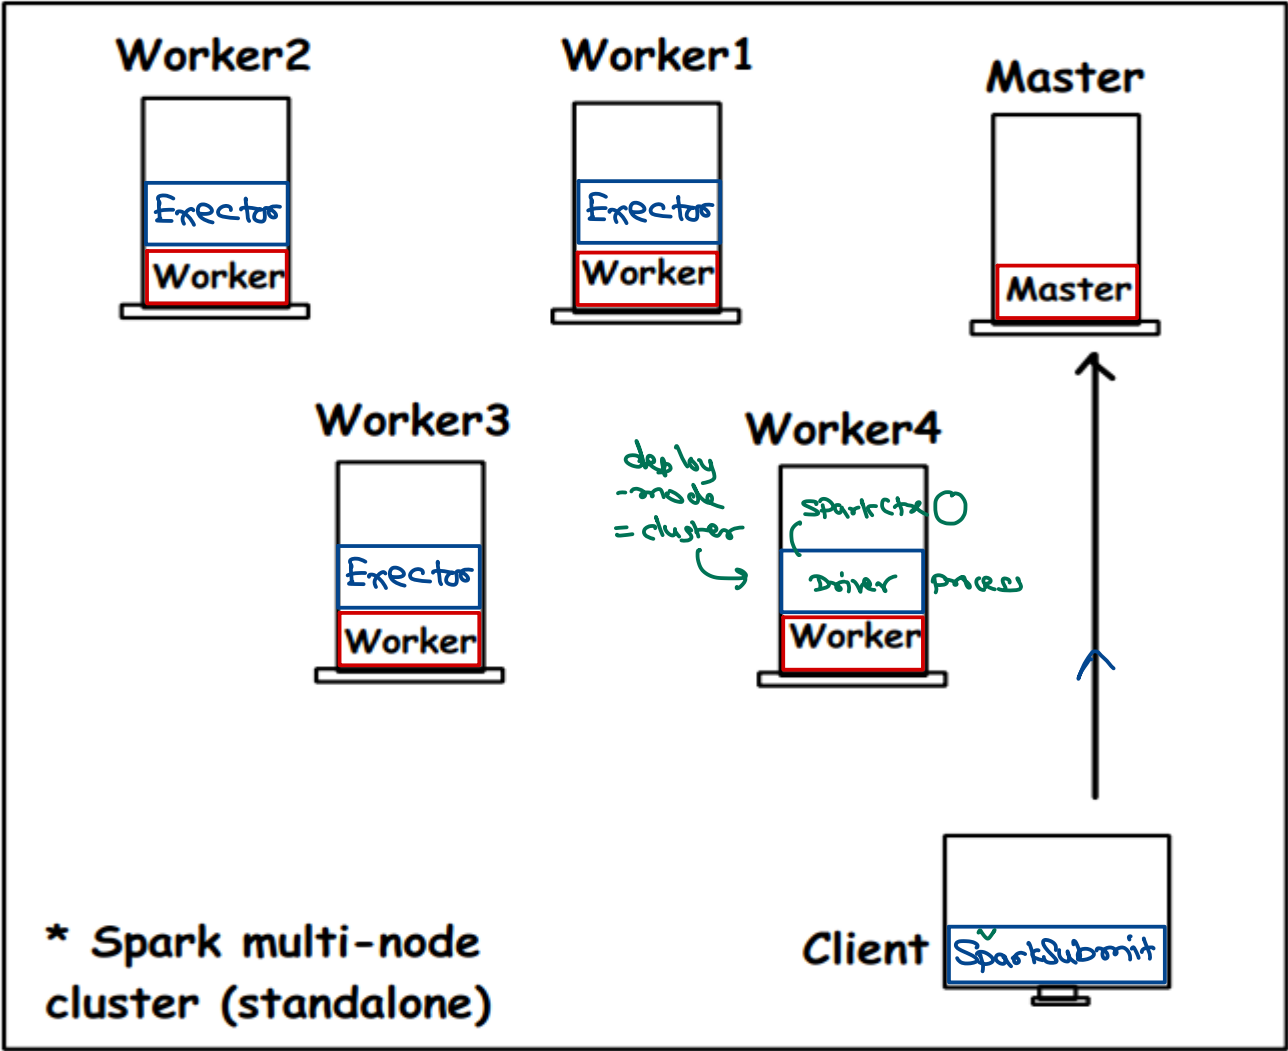 Worker2
Exector
Worker
Worker1
Exector
Worker
Master
Master
Worker3
Exector
Worker
Worker4
deploy
-mode
= cluster
SparkCtx
Driver process
Worker
Client
SparkSubmit
* Spark multi-node
cluster (standalone)